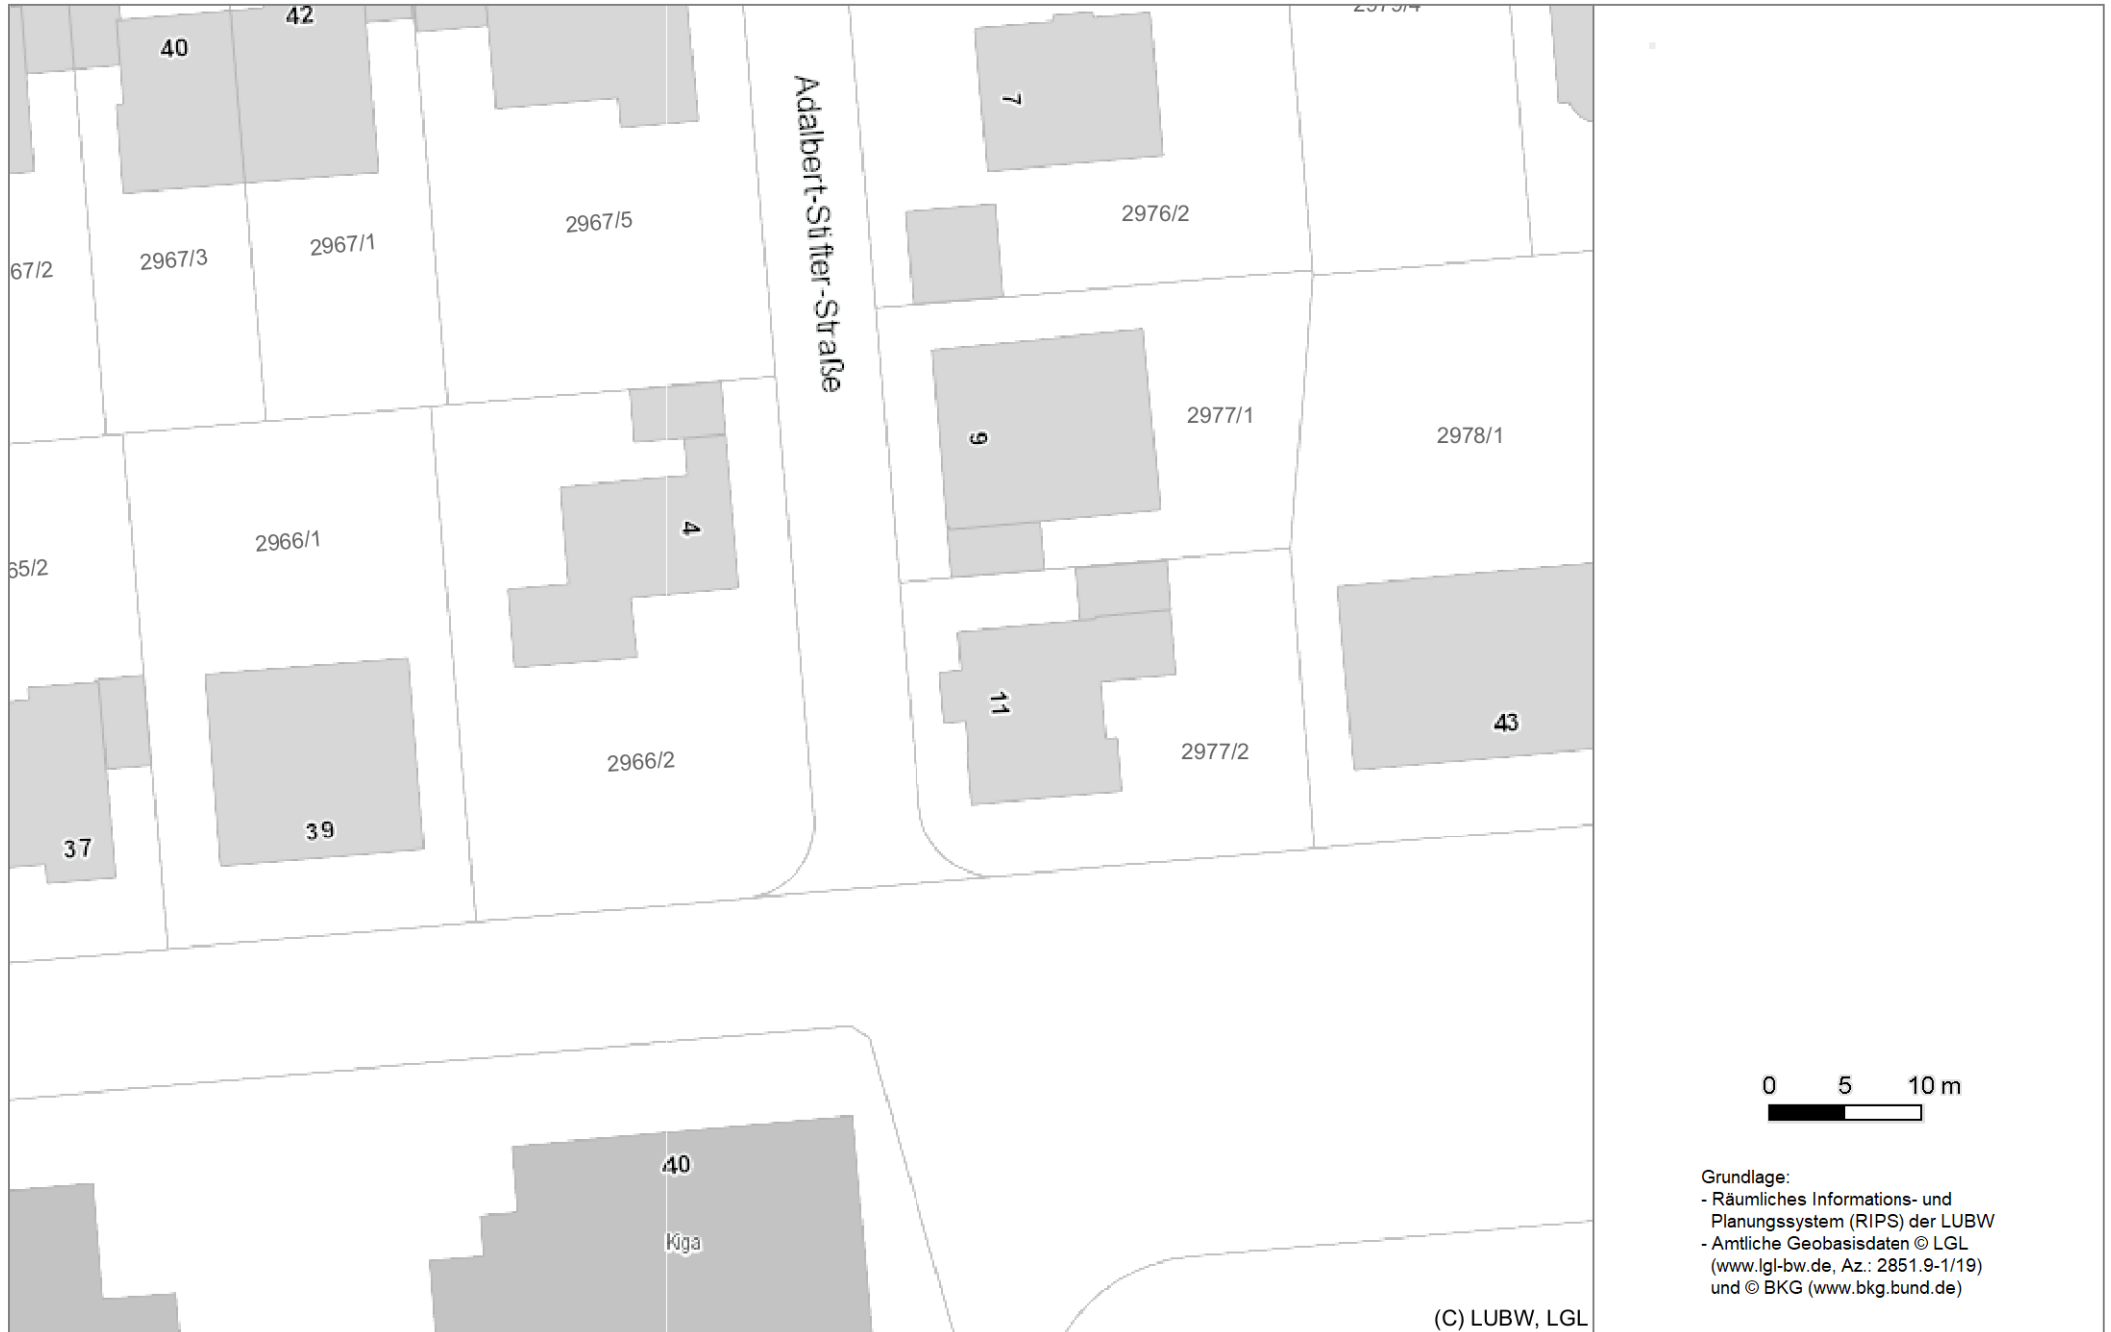 42
40
7
Adalbert-Stifter-Straße
2976/2
2967/5
2967/1
2967/3
67/2
2977/1
9
2978/1
4
2966/1
65/2
11
43
2977/2
2966/2
39
37
0 5 10 m
40
Kiga
Grundlage:
- Räumliches Informations- und
Planungssystem (RIPS) der LUBW
- Amtliche Geobasisdaten © LGL
(www.lgl-bw.de, Az.: 2851.9-1/19)
und © BKG (www.bkg.bund.de)
(C) LUBW, LGL